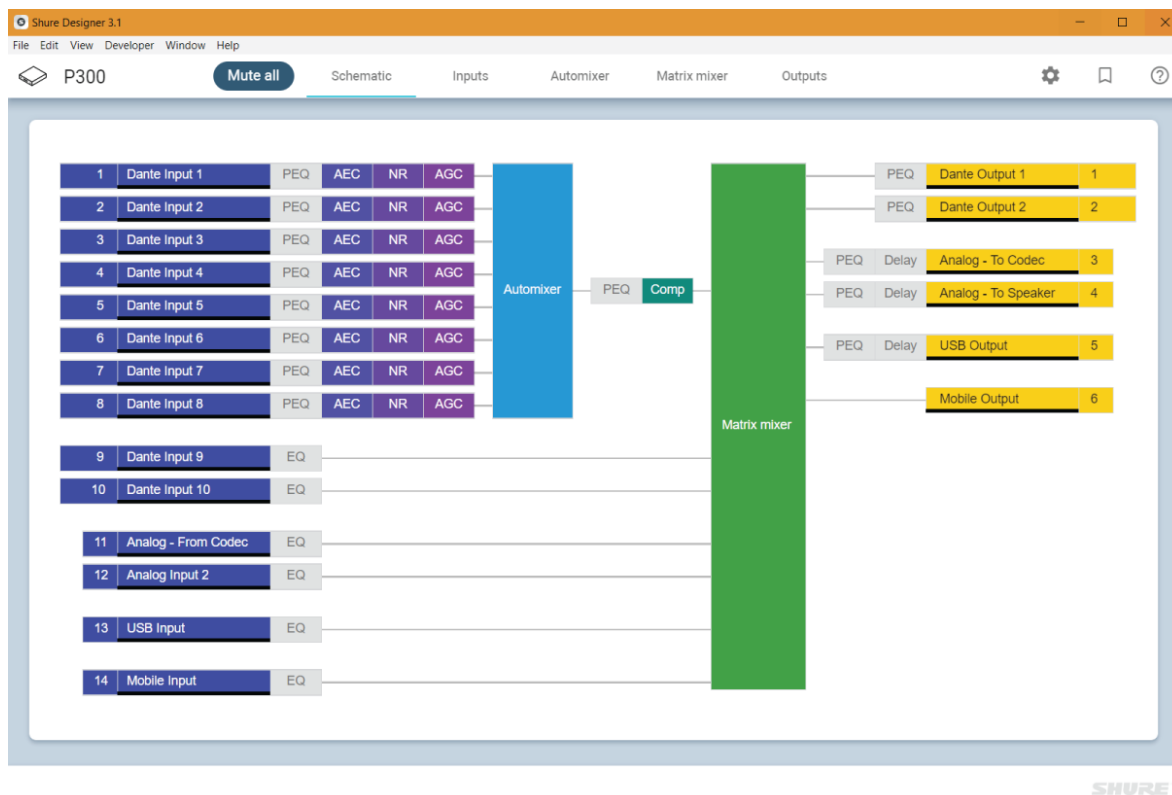 Shure Designer 3.1
File Edit View Developer Window Help
P300 Mute all Schematic Inputs Automixer Matrix mixer Outputs
1 Dante Input 1 PEQ AEC NR AGC PEQ Dante Output 1 1
2 Dante Input 2 PEQ AEC NR AGC PEQ Dante Output 2 2
3 Dante Input 3 PEQ AEC NR AGC
PEQ Delay Analog - To Codec 3
4 Dante Input 4 PEQ AEC NR AGC
Automixer PEQ Comp
PEQ Delay Analog - To Speaker 4
5 Dante Input 5 PEQ AEC NR AGC
6 Dante Input 6 PEQ AEC NR AGC
PEQ Delay USB Output 5
7 Dante Input 7 PEQ AEC NR AGC
8 Dante Input 8 PEQ AEC NR AGC
Mobile Output 6
Matrix mixer
9 Dante Input 9 EQ
10 Dante Input 10 EQ
11 Analog - From Codec EQ
12 Analog Input 2 EQ
13 USB Input EQ
14 Mobile Input EQ
SHURE